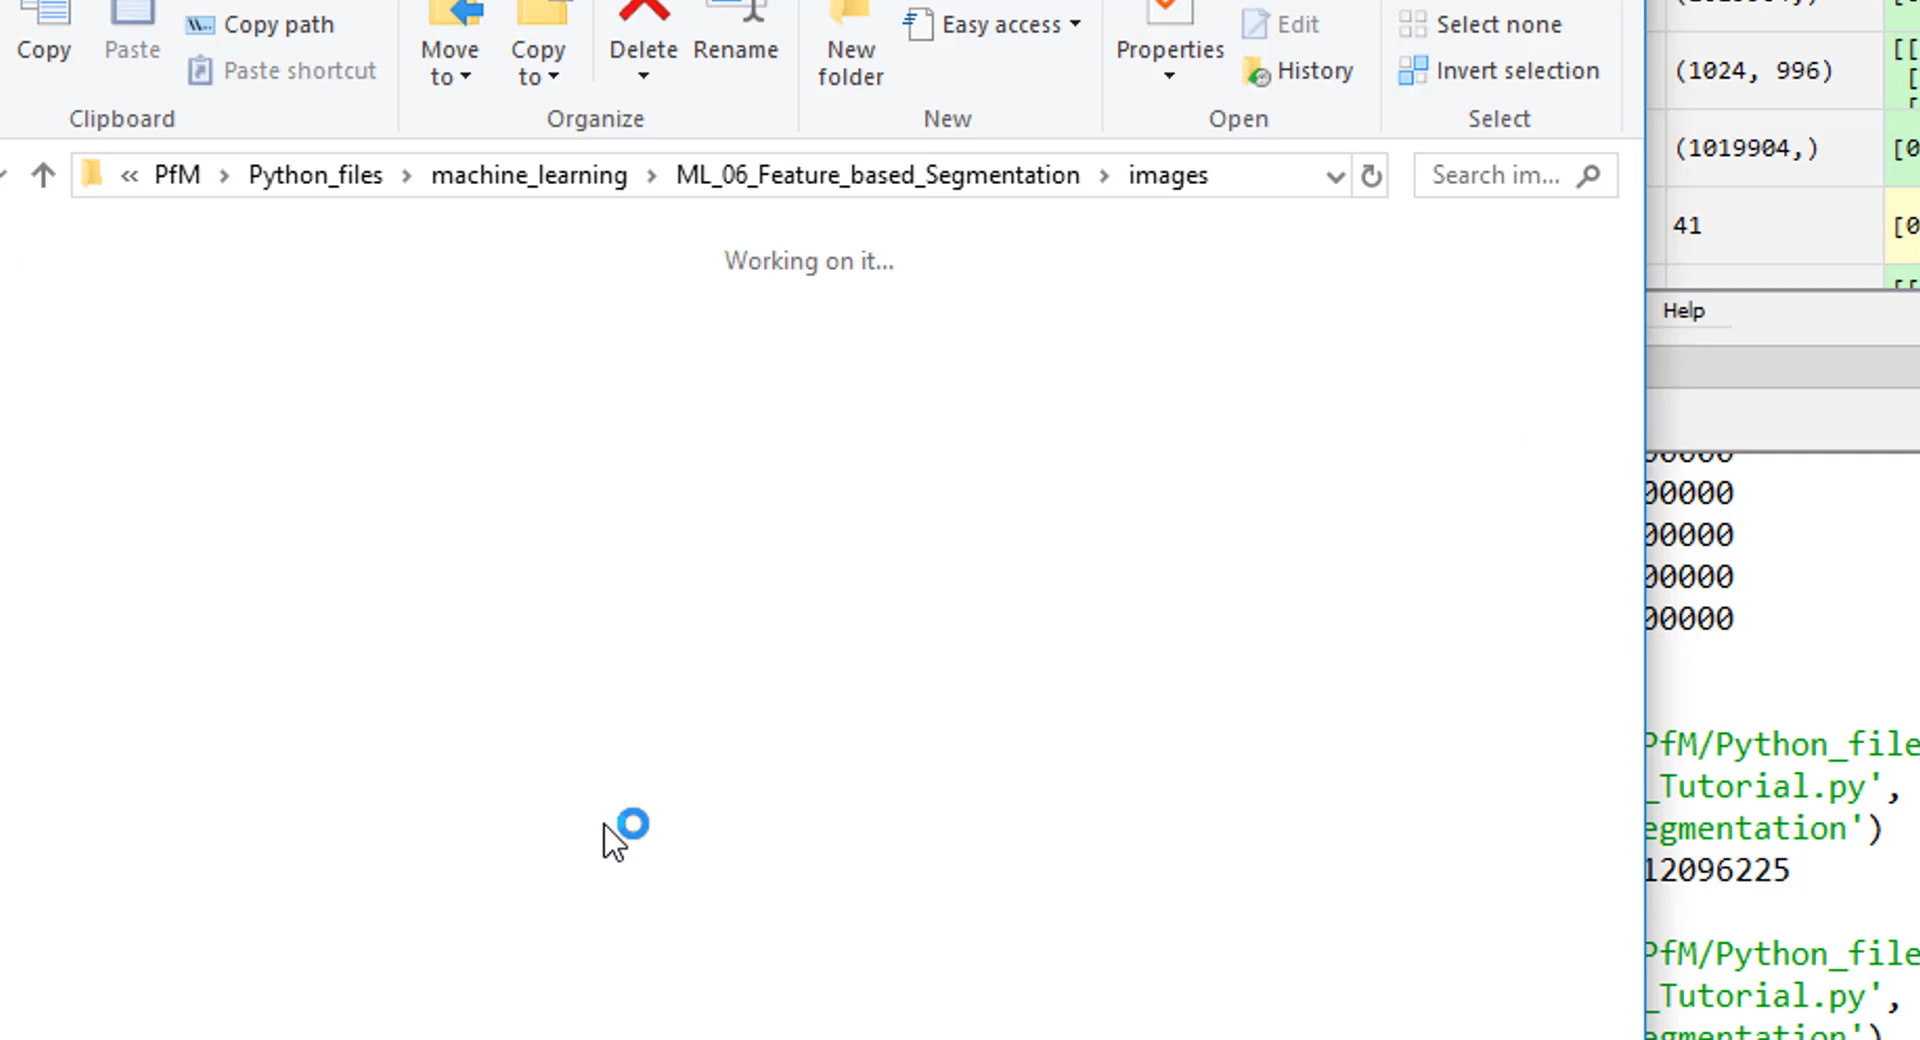 Copy path
Easy access
Edit
Select none
Copy
Paste
Move to
Copy to
Delete
Rename
New folder
Properties
Paste shortcut
History
Invert selection
Clipboard
Organize
New
Open
Select
« PfM > Python_files > machine_learning > ML_06_Feature_based_Segmentation > images
Search im...
Working on it...
(1024, 996)
[[
[
(1019904,)
[0
41
[0
[[
Help
00000
00000
00000
00000
PfM/Python_file
_Tutorial.py',
egmentation')
12096225
PfM/Python_file
_Tutorial.py',
egmentation')